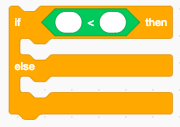 if < then
else